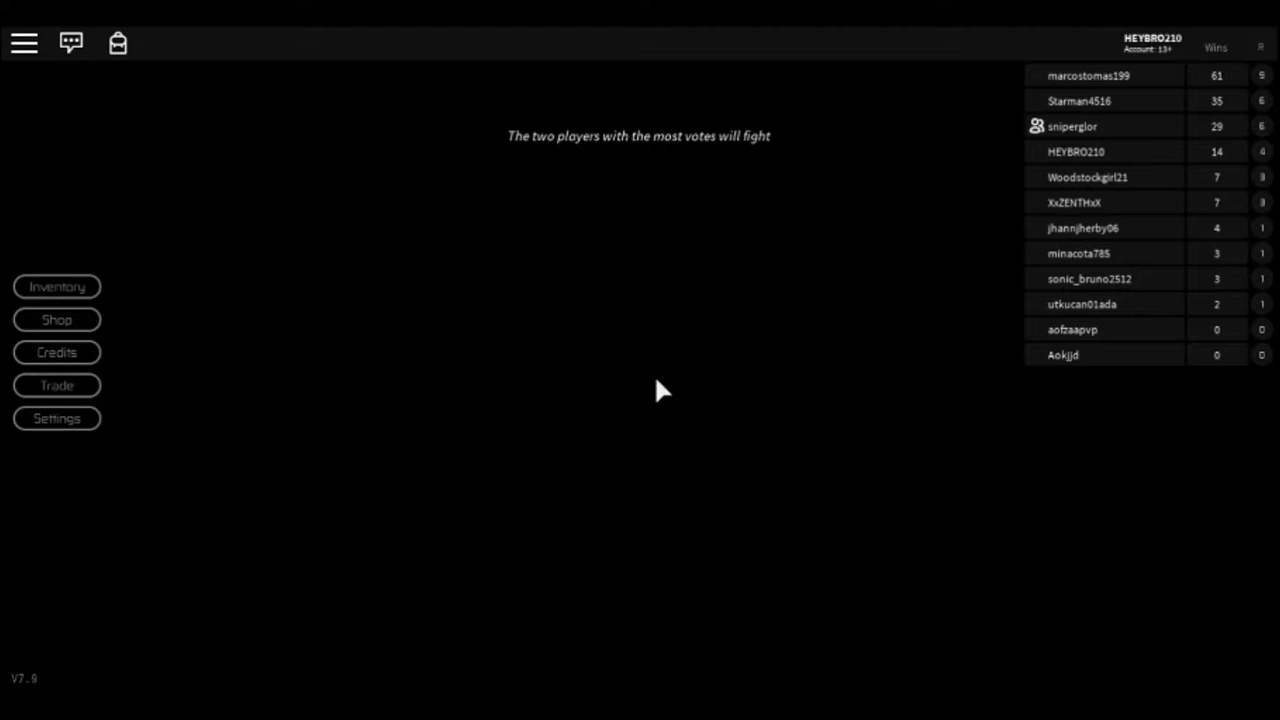 HEYBRO210
Account: 13+
Wins
R
marcostomas199 61 9
Starman4516 35 6
sniperglor 29 6
HEYBRO210 14 4
Woodstockgirl21 7 3
XxZENTHxX 7 3
jhannjherby06 4 1
minacota785 3 1
sonic_bruno2512 3 1
utkucan01ada 2 1
aofzaapvp 0 0
Aokjjd 0 0
The two players with the most votes will fight
Inventory
Shop
Credits
Trade
Settings
V7.9